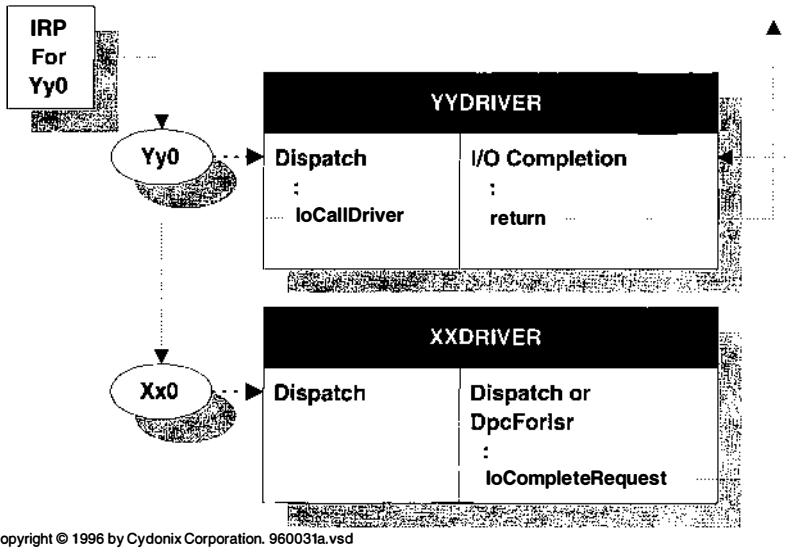 IRP
For
Yy0
YYDRIVER
Yy0
Dispatch
:
IoCallDriver
I/O Completion
:
return
XXDRIVER
Xx0
Dispatch
Dispatch or
DpcForIsr
:
IoCompleteRequest
opyright © 1996 by Cydonix Corporation. 960031a.vsd